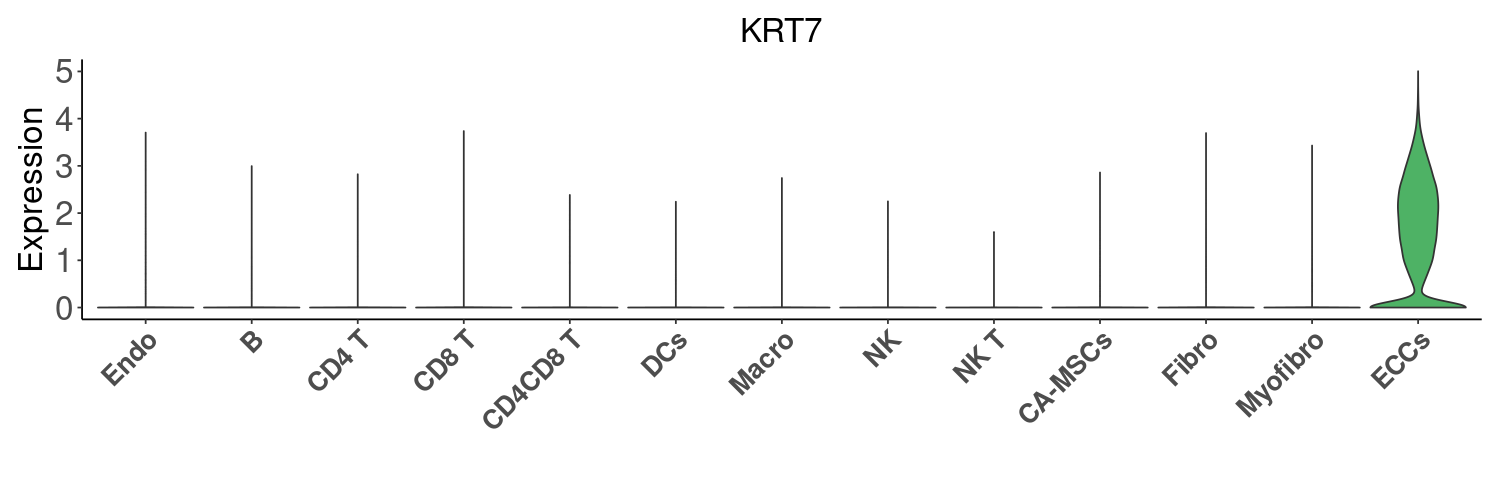 KRT7
Expression
5
4
3
2
1
0
Endo
B
CD4 T
CD8 T
CD4CD8 T
DCs
Macro
NK
NK T
CA-MSCs
Fibro
Myofibro
ECCs